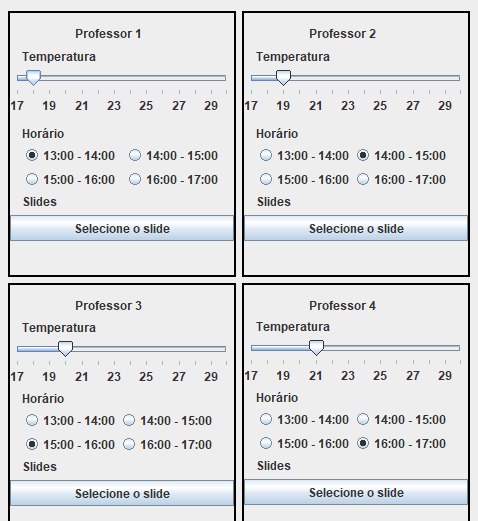 Professor 1
Temperatura
17 19 21 23 25 27 29
Horário
13:00 - 14:00 14:00 - 15:00
15:00 - 16:00 16:00 - 17:00
Slides
Selecione o slide
Professor 2
Temperatura
17 19 21 23 25 27 29
Horário
13:00 - 14:00 14:00 - 15:00
15:00 - 16:00 16:00 - 17:00
Slides
Selecione o slide
Professor 3
Temperatura
17 19 21 23 25 27 29
Horário
13:00 - 14:00 14:00 - 15:00
15:00 - 16:00 16:00 - 17:00
Slides
Selecione o slide
Professor 4
Temperatura
17 19 21 23 25 27 29
Horário
13:00 - 14:00 14:00 - 15:00
15:00 - 16:00 16:00 - 17:00
Slides
Selecione o slide